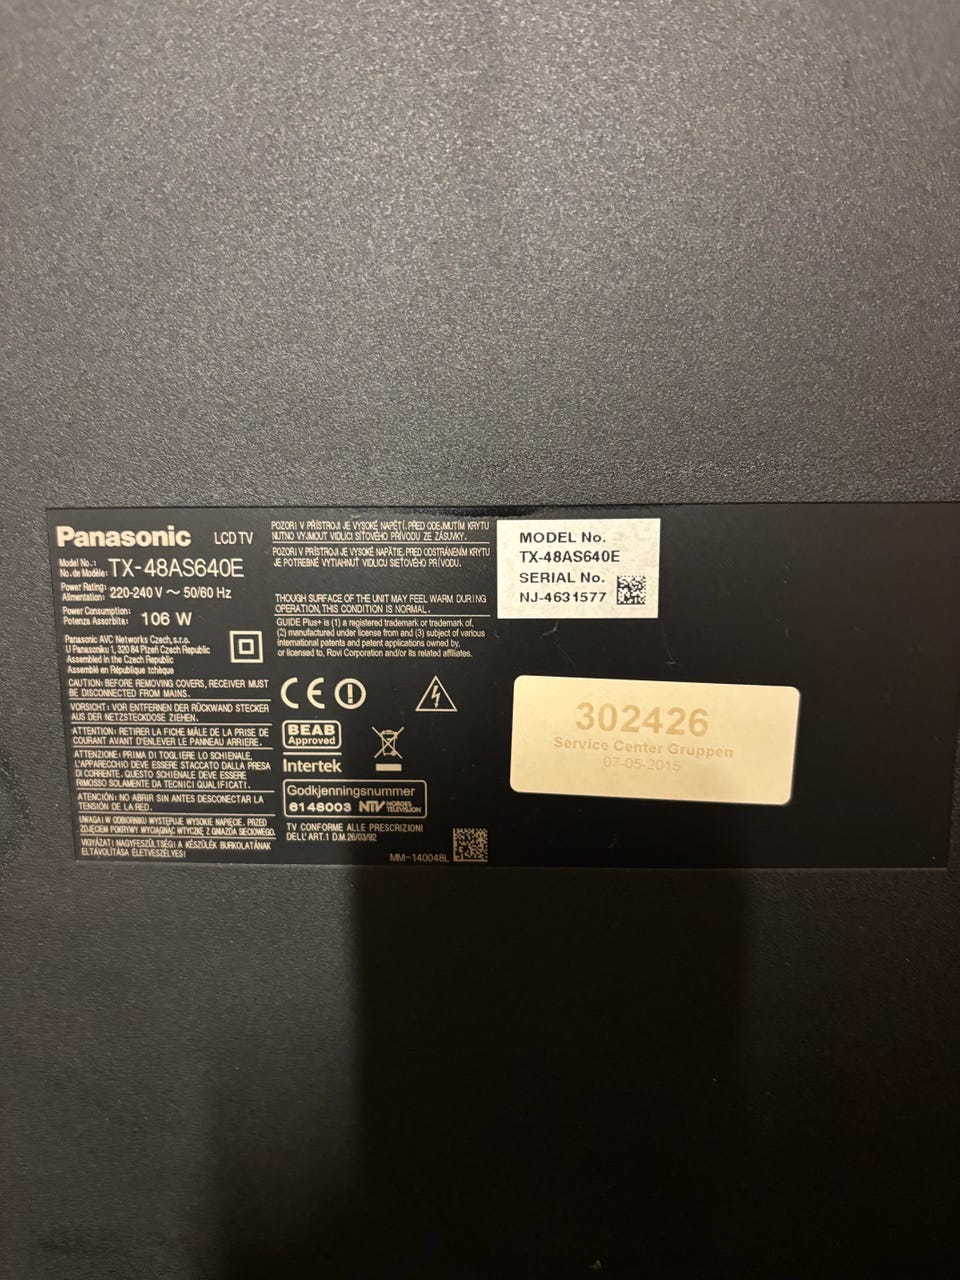 Panasonic LCD TV
Model No.:
No. de Modèle: TX-48AS640E
Power Rating:
Alimentation: 220-240 V ~ 50/60 Hz
Power Consumption:
Potenza Assorbita: 106 W
Panasonic AVC Networks Czech, s.r.o.
U Panasoniku 1, 320 84 Plzeň Czech Republic
Assembled in the Czech Republic
Assemblé en République tchèque
CAUTION: BEFORE REMOVING COVERS, RECEIVER MUST
BE DISCONNECTED FROM MAINS.
VORSICHT: VOR ENTFERNEN DER RÜCKWAND STECKER
AUS DER NETZSTECKDOSE ZIEHEN.
ATTENTION: RETIRER LA FICHE MÂLE DE LA PRISE DE
COURANT AVANT D'ENLEVER LE PANNEAU ARRIERE.
ATTENZIONE: PRIMA DI TOGLIERE LO SCHIENALE,
L'APPARECCHIO DEVE ESSERE STACCATO DALLA PRESA
DI CORRENTE. QUESTO SCHIENALE DEVE ESSERE
RIMOSSO SOLAMENTE DA TECNICI QUALIFICATI.
ATENCIÓN: NO ABRIR SIN ANTES DESCONECTAR LA
TENSIÓN DE LA RED.
UWAGA! W ODBIORNIKU WYSTĘPUJE WYSOKIE NAPIĘCIE. PRZED
ZDJĘCIEM POKRYWY WYCIĄGNĄĆ WTYCZKĘ Z GNIAZDA SIECIOWEGO.
VIGYÁZAT! NAGYFESZÜLTSÉG! A KÉSZÜLÉK BURKOLATÁNAK
ELTÁVOLÍTÁSA ÉLETVESZÉLYES!
POZOR! V PŘÍSTROJI JE VYSOKÉ NAPĚTÍ. PŘED ODEJMUTÍM KRYTU
NUTNO VYJMOUT VIDLICI SÍŤOVÉHO PŘÍVODU ZE ZÁSUVKY.
POZOR! V PRÍSTROJI JE VYSOKÉ NAPÄTIE. PRED ODSTRÁNENÍM KRYTU
JE POTREBNÉ VYTIAHNUŤ VIDLICU SIEŤOVÉHO PRÍVODU.
THOUGH SURFACE OF THE UNIT MAY FEEL WARM DURING
OPERATION, THIS CONDITION IS NORMAL.
GUIDE Plus+ is (1) a registered trademark or trademark of,
(2) manufactured under license from and (3) subject of various
international patents and patent applications owned by,
or licensed to, Rovi Corporation and/or its related affiliates.
CE
BEAB
Approved
Intertek
Godkjenningsnummer
6148003 NTV NORGES
TELEVISION
TV CONFORME ALLE PRESCRIZIONI
DELL' ART.1 D.M.26/03/92
MM-140048L
MODEL No.
TX-48AS640E
SERIAL No.
NJ-4631577
302426
Service Center Gruppen
07-05-2015